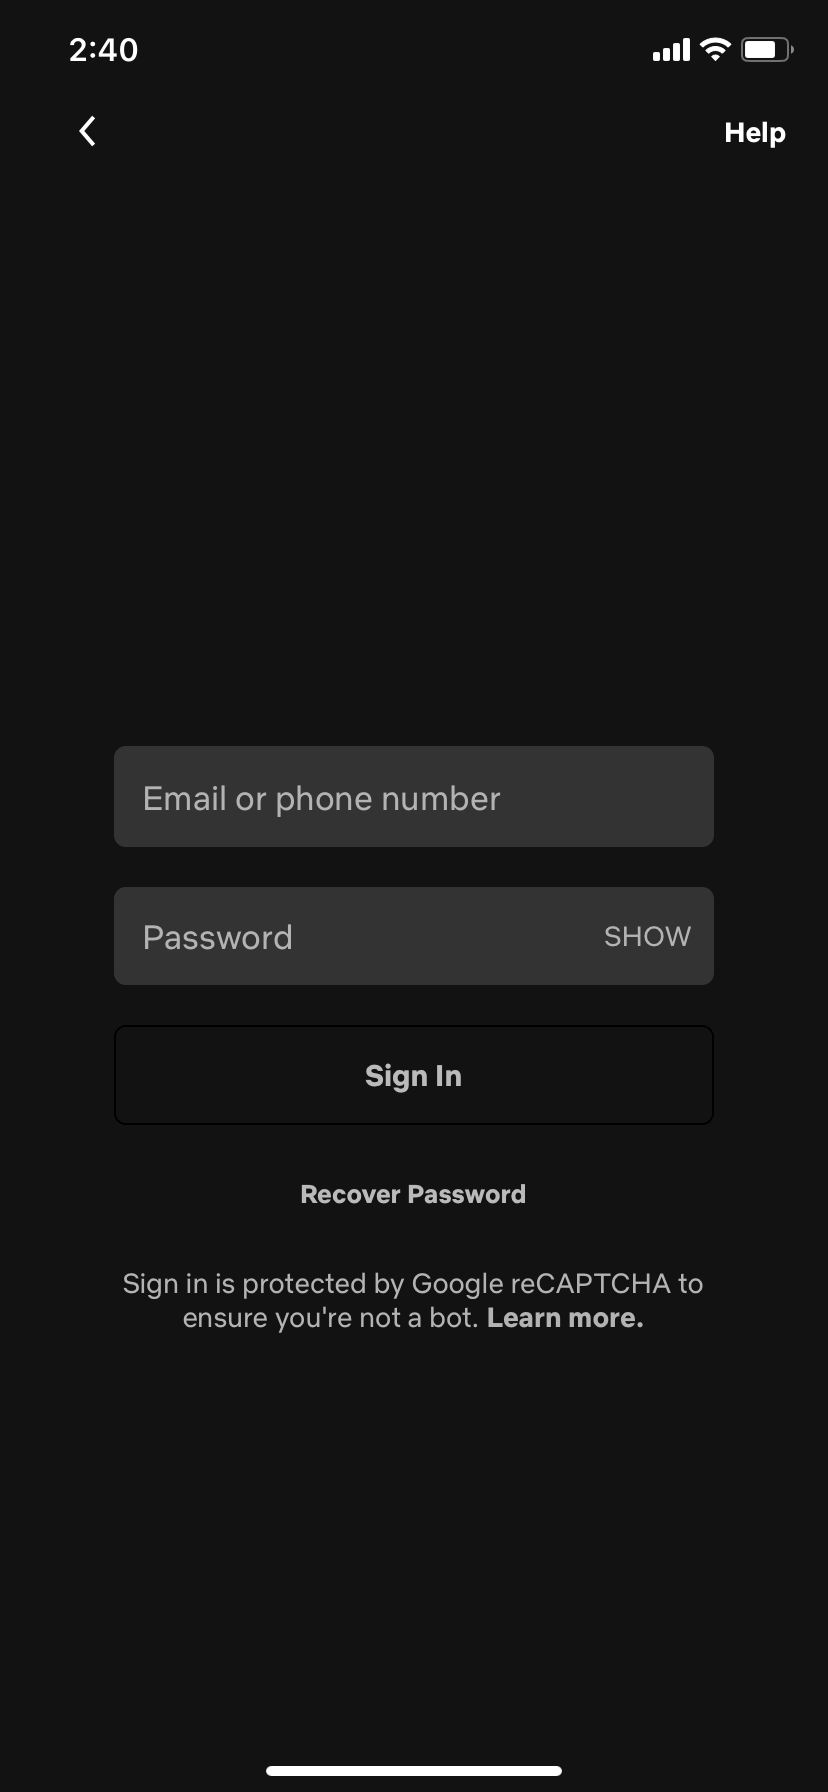 2:40
Help
Email or phone number
Password SHOW
Sign In
Recover Password
Sign in is protected by Google reCAPTCHA to
ensure you're not a bot. Learn more.